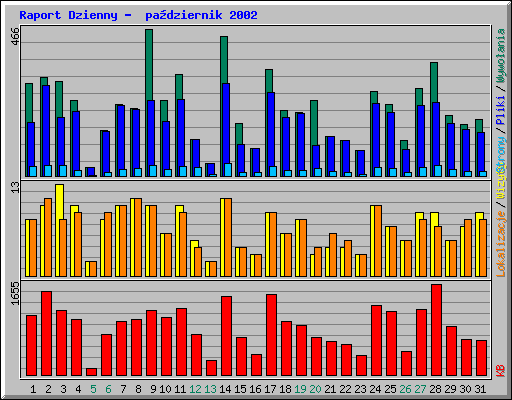 Raport Dzienny - październik 2002
466
13
1655
KB Lokalizacje / Wizyty Strony / Pliki / Wywołania
1 2 3 4 5 6 7 8 9 10 11 12 13 14 15 16 17 18 19 20 21 22 23 24 25 26 27 28 29 30 31